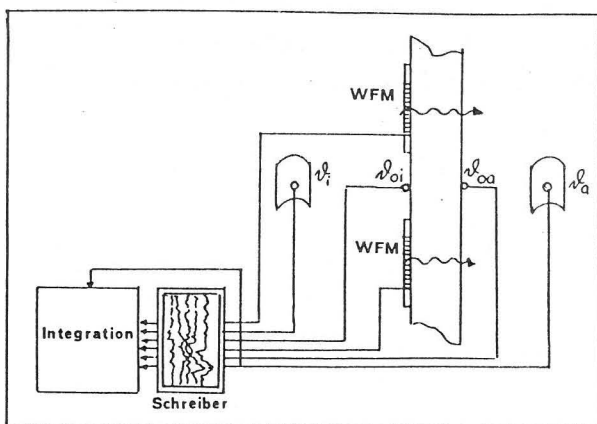 WFM
ϑi
ϑoi
ϑoa
ϑa
WFM
Integration
Schreiber